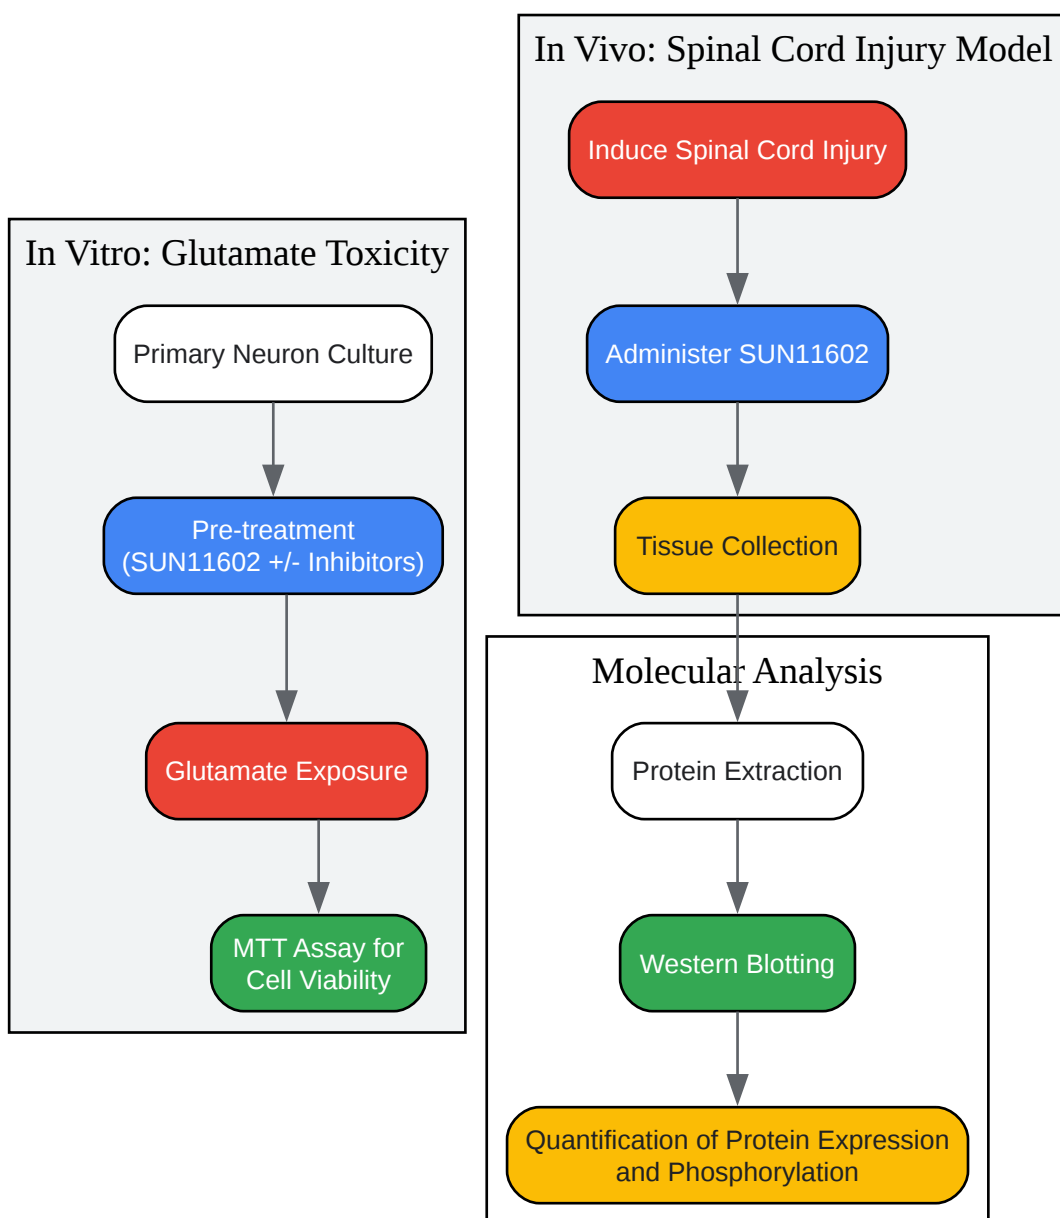 In Vivo: Spinal Cord Injury Model
Induce Spinal Cord Injury
Administer SUN11602
Tissue Collection
In Vitro: Glutamate Toxicity
Primary Neuron Culture
Pre-treatment
(SUN11602 +/- Inhibitors)
Glutamate Exposure
MTT Assay for
Cell Viability
Molecular Analysis
Protein Extraction
Western Blotting
Quantification of Protein Expression
and Phosphorylation